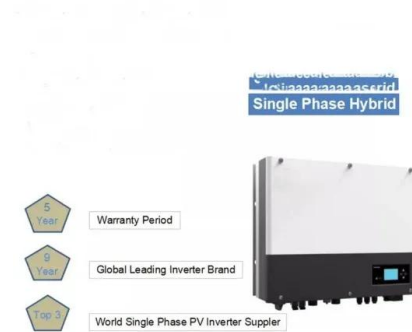 Single Phase Hybrid
5
Year
Warranty Period
9
Year
Global Leading Inverter Brand
Top 3
World Single Phase PV Inverter Suppler